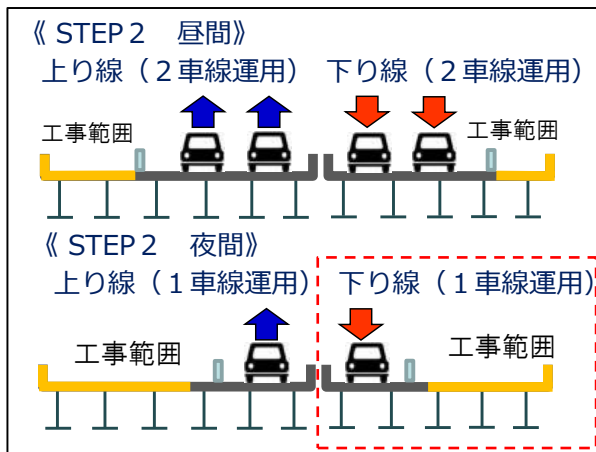 《 STEP２　昼間》
上り線（２車線運用）　下り線（２車線運用）
工事範囲　工事範囲
《 STEP２　夜間》
上り線（１車線運用）　下り線（１車線運用）
工事範囲　工事範囲